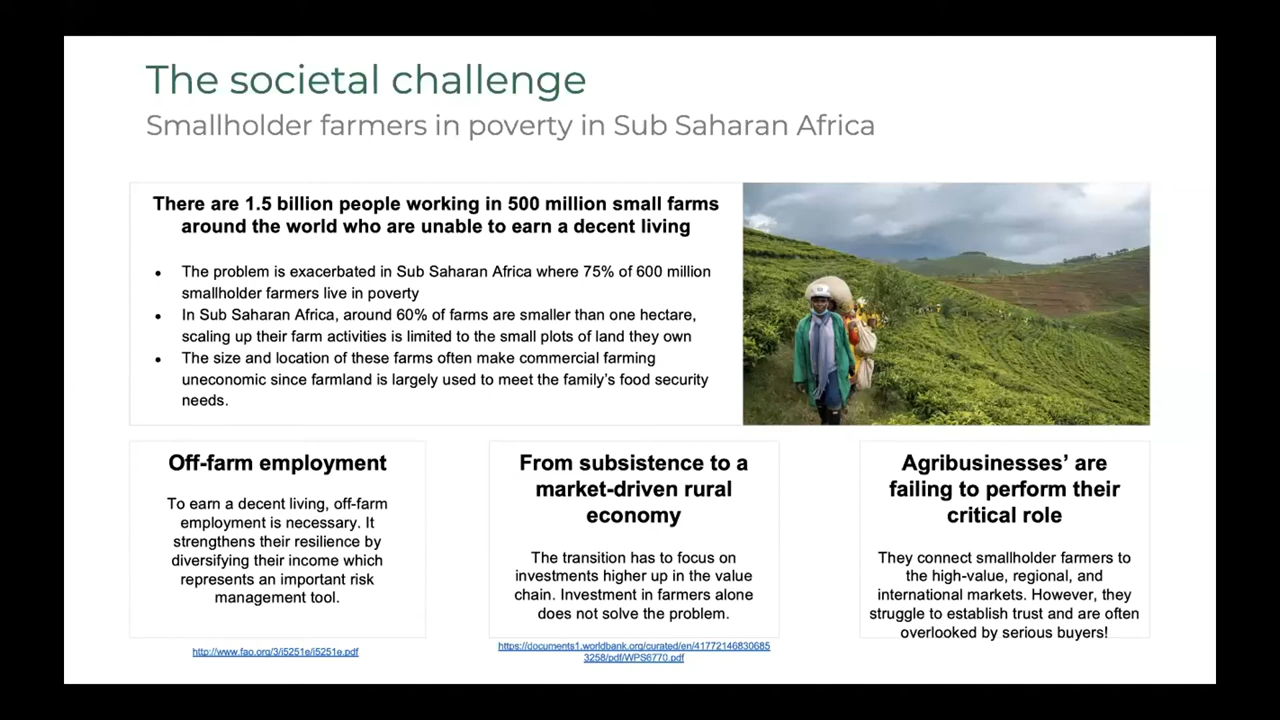 The societal challenge
Smallholder farmers in poverty in Sub Saharan Africa
There are 1.5 billion people working in 500 million small farms
around the world who are unable to earn a decent living
• The problem is exacerbated in Sub Saharan Africa where 75% of 600 million
smallholder farmers live in poverty
• In Sub Saharan Africa, around 60% of farms are smaller than one hectare,
scaling up their farm activities is limited to the small plots of land they own
• The size and location of these farms often make commercial farming
uneconomic since farmland is largely used to meet the family's food security
needs.
Off-farm employment
To earn a decent living, off-farm
employment is necessary. It
strengthens their resilience by
diversifying their income which
represents an important risk
management tool.
http://www.fao.org/3/i5251e/i5251e.pdf
From subsistence to a
market-driven rural
economy
The transition has to focus on
investments higher up in the value
chain. Investment in farmers alone
does not solve the problem.
https://documents1.worldbank.org/curated/en/41772146830685
3258/pdf/WPS6770.pdf
Agribusinesses' are
failing to perform their
critical role
They connect smallholder farmers to
the high-value, regional, and
international markets. However, they
struggle to establish trust and are often
overlooked by serious buyers!